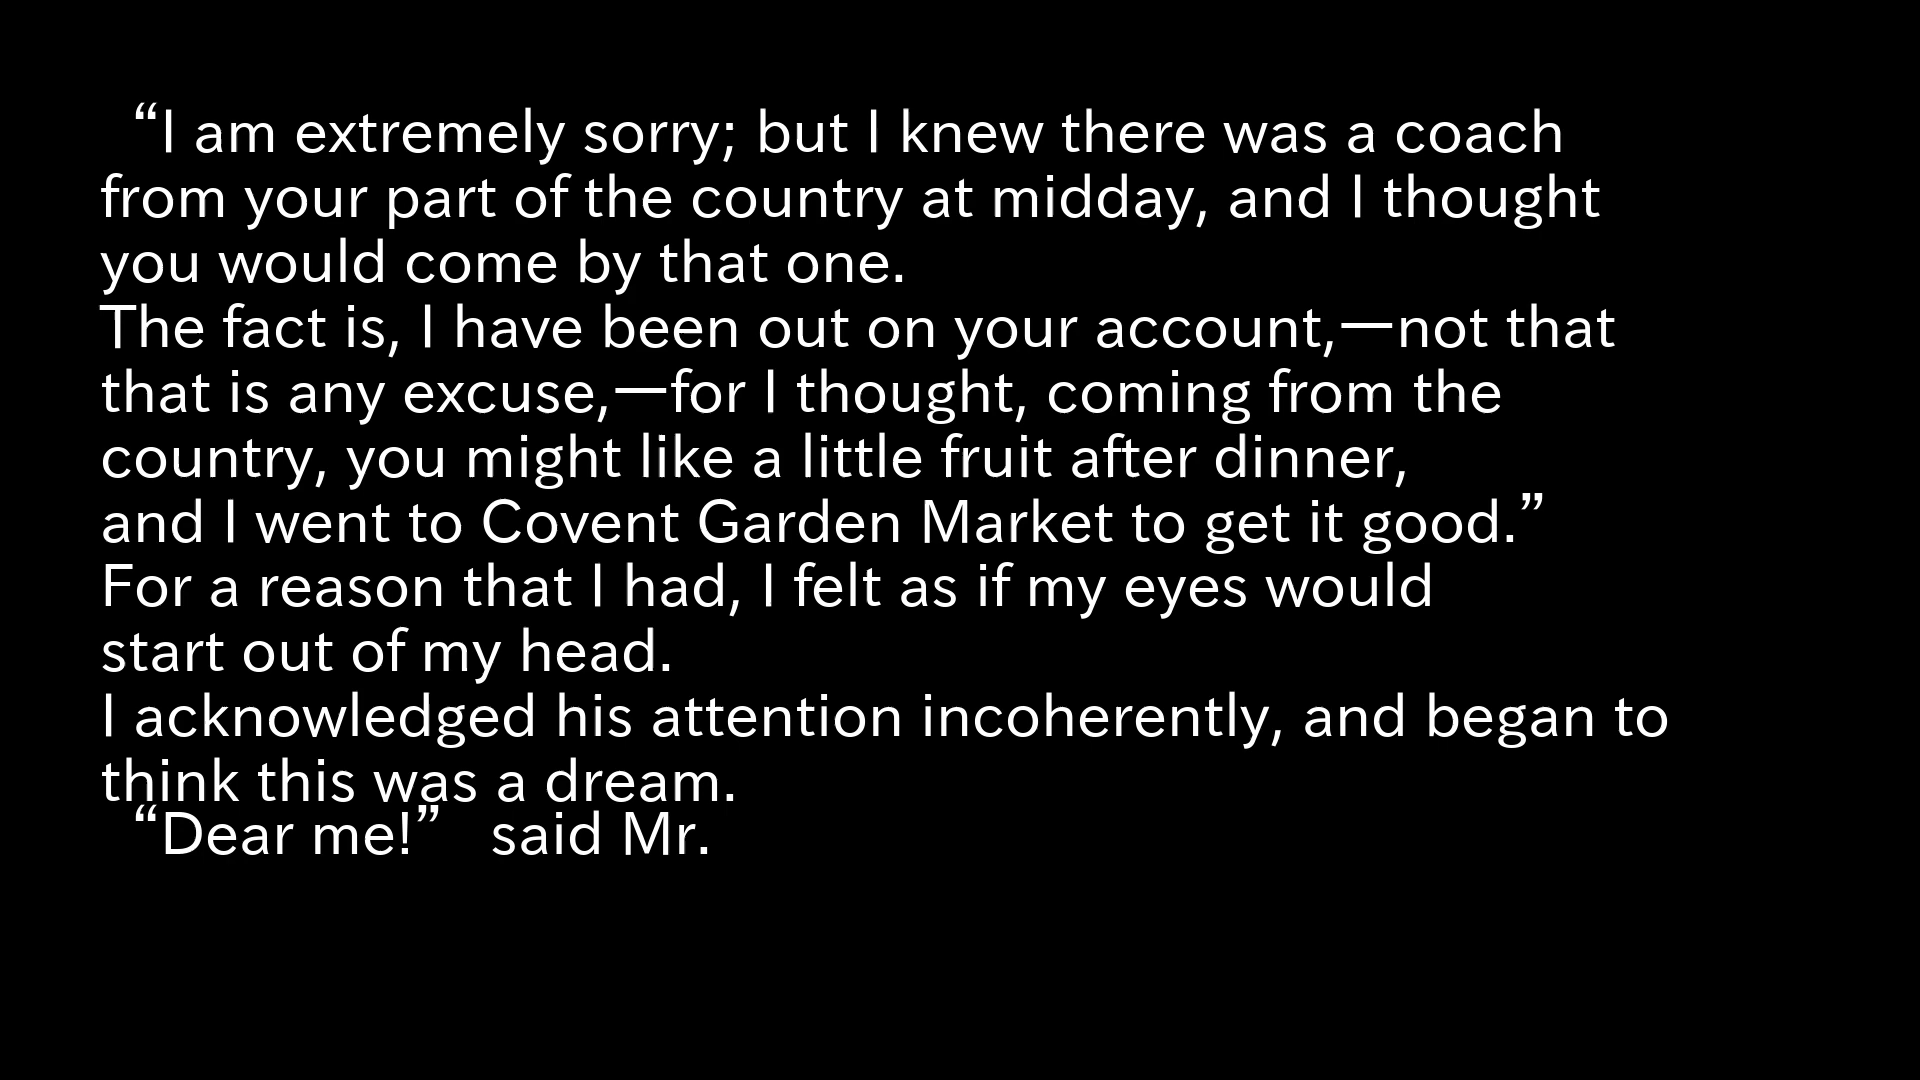 “I am extremely sorry; but I knew there was a coach
from your part of the country at midday, and I thought
you would come by that one.
The fact is, I have been out on your account,—not that
that is any excuse,—for I thought, coming from the
country, you might like a little fruit after dinner,
and I went to Covent Garden Market to get it good.”
For a reason that I had, I felt as if my eyes would
start out of my head.
I acknowledged his attention incoherently, and began to
think this was a dream.
“Dear me!” said Mr.